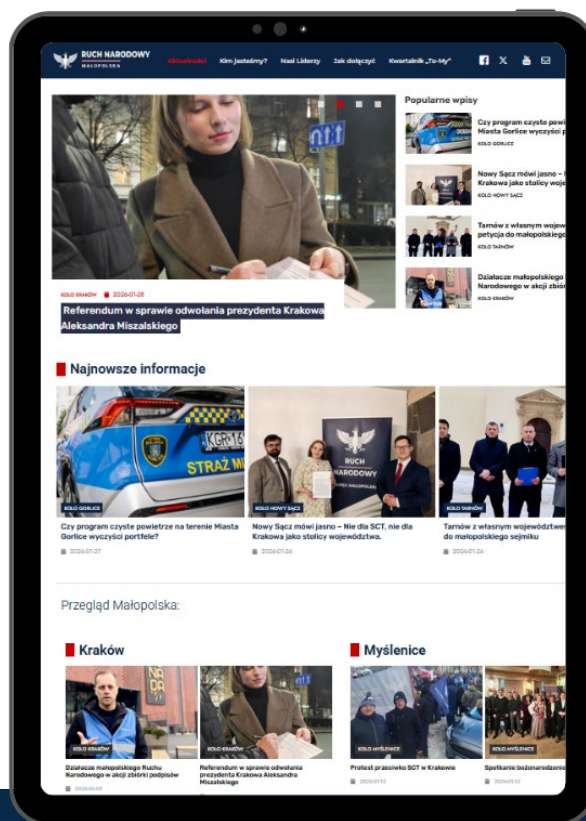 RUCH NARODOWY
MAŁOPOLSKA
Aktualności
Kim jesteśmy?
Nasi Liderzy
Jak dołączyć
Kwartalnik „To-My"
Popularne wpisy
Czy program czyste powi
Miasta Gorlice wyczyści p
KOŁO GORLICE
Nowy Sącz mówi jasno –
Krakowa jako stolicy woje
KOŁO NOWY SĄCZ
Tarnów z własnym wojew
petycja do małopolskiego
KOŁO TARNÓW
Działacze małopolskiego
Narodowego w akcji zbiór
KOŁO KRAKÓW
KOŁO KRAKÓW
2026-01-28
Referendum w sprawie odwołania prezydenta Krakowa
Aleksandra Miszalskiego
Najnowsze informacje
STRAŻ MI
RUCH
NARODOWY
KOŁO GORLICE
KOŁO NOWY SĄCZ
KOŁO TARNÓW
Czy program czyste powietrze na terenie Miasta
Gorlice wyczyści portfele?
2026-01-27
Nowy Sącz mówi jasno – Nie dla SCT, nie dla
Krakowa jako stolicy województwa.
2026-01-26
Tarnów z własnym województwe
do małopolskiego sejmiku
2026-01-26
Przegląd Małopolska:
Kraków
Myślenice
KOŁO KRAKÓW
KOŁO KRAKÓW
KOŁO MYŚLENICE
KOŁO MYŚLENICE
Działacze małopolskiego Ruchu
Narodowego w akcji zbiórki podpisów
Referendum w sprawie odwołania
prezydenta Krakowa Aleksandra
Miszalskiego
Protest przeciwko SCT w Krakowie
Spotkanie bożonarodzenio